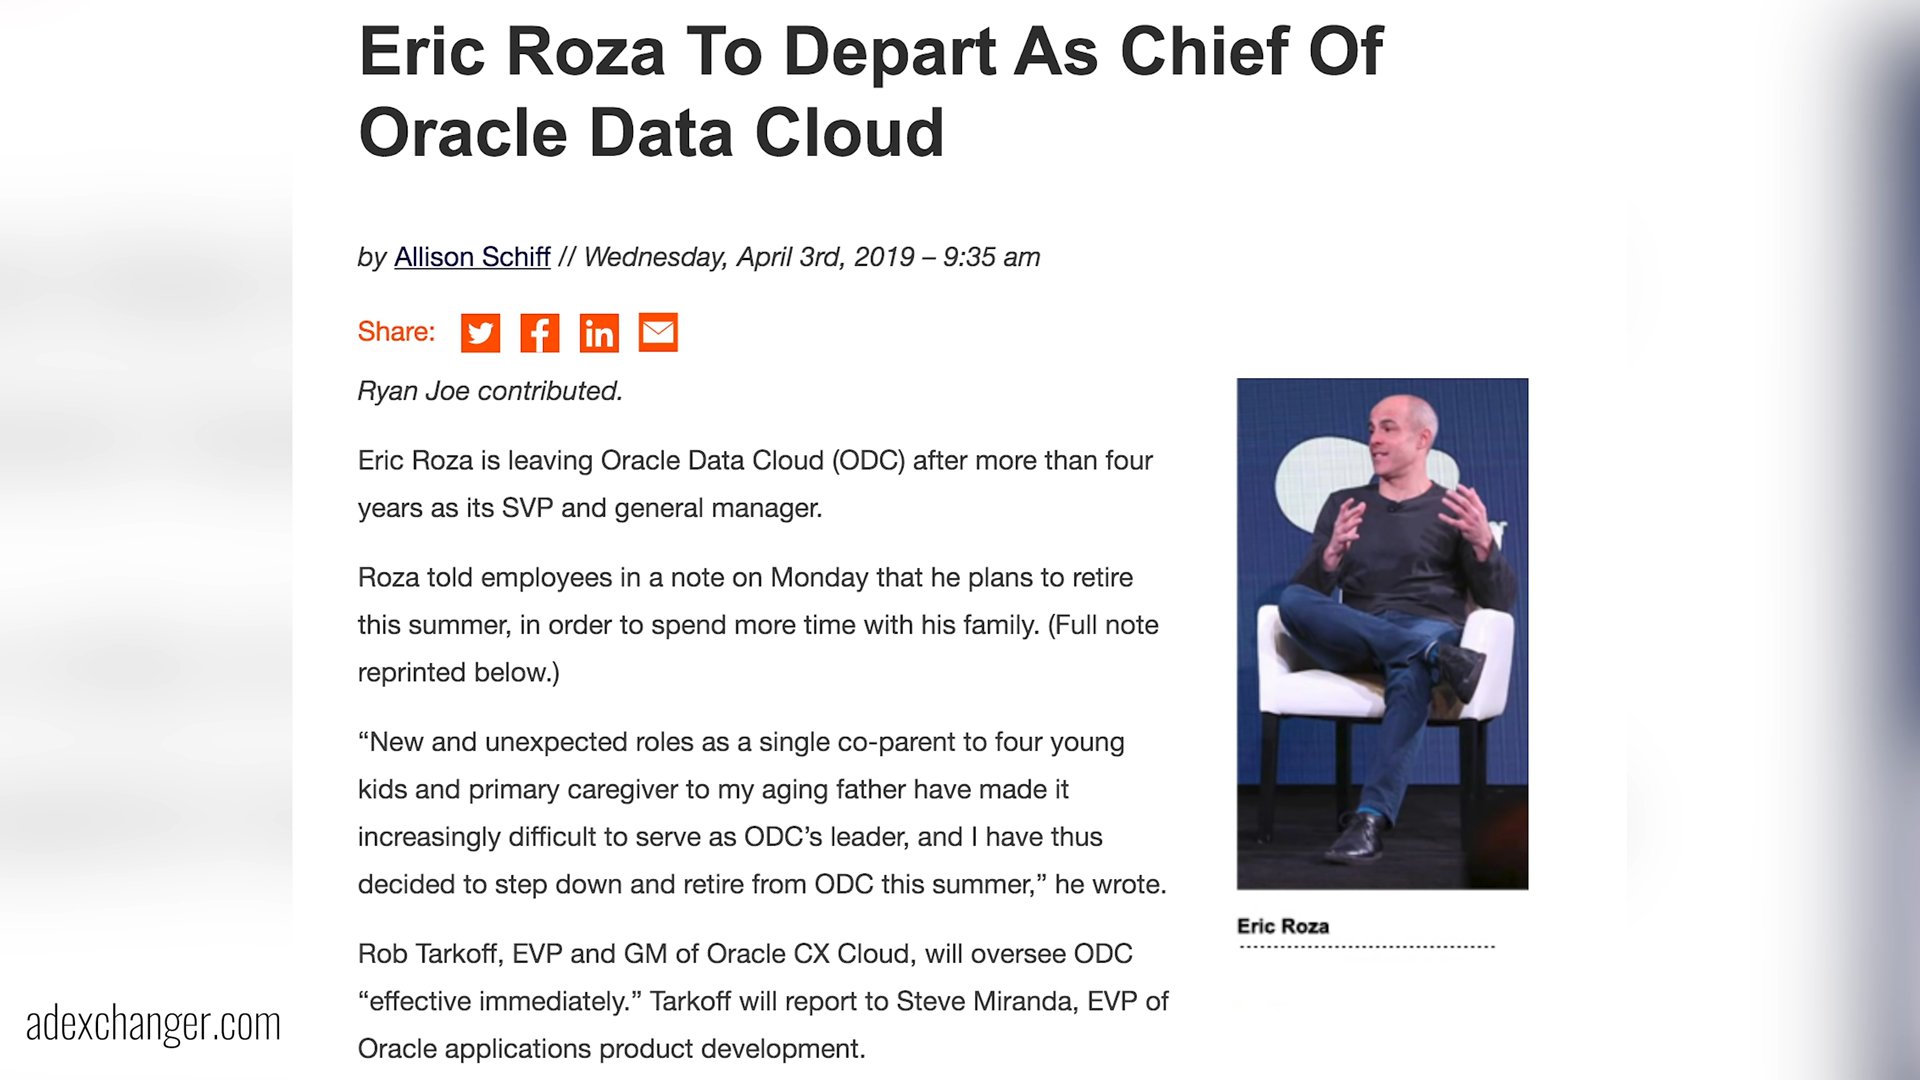 Eric Roza To Depart As Chief Of
Oracle Data Cloud
by Allison Schiff // Wednesday, April 3rd, 2019 – 9:35 am
Share:
Ryan Joe contributed.
Eric Roza is leaving Oracle Data Cloud (ODC) after more than four
years as its SVP and general manager.
Roza told employees in a note on Monday that he plans to retire
this summer, in order to spend more time with his family. (Full note
reprinted below.)
“New and unexpected roles as a single co-parent to four young
kids and primary caregiver to my aging father have made it
increasingly difficult to serve as ODC’s leader, and I have thus
decided to step down and retire from ODC this summer,” he wrote.
Rob Tarkoff, EVP and GM of Oracle CX Cloud, will oversee ODC
“effective immediately.” Tarkoff will report to Steve Miranda, EVP of
Oracle applications product development.
Eric Roza
adexchanger.com